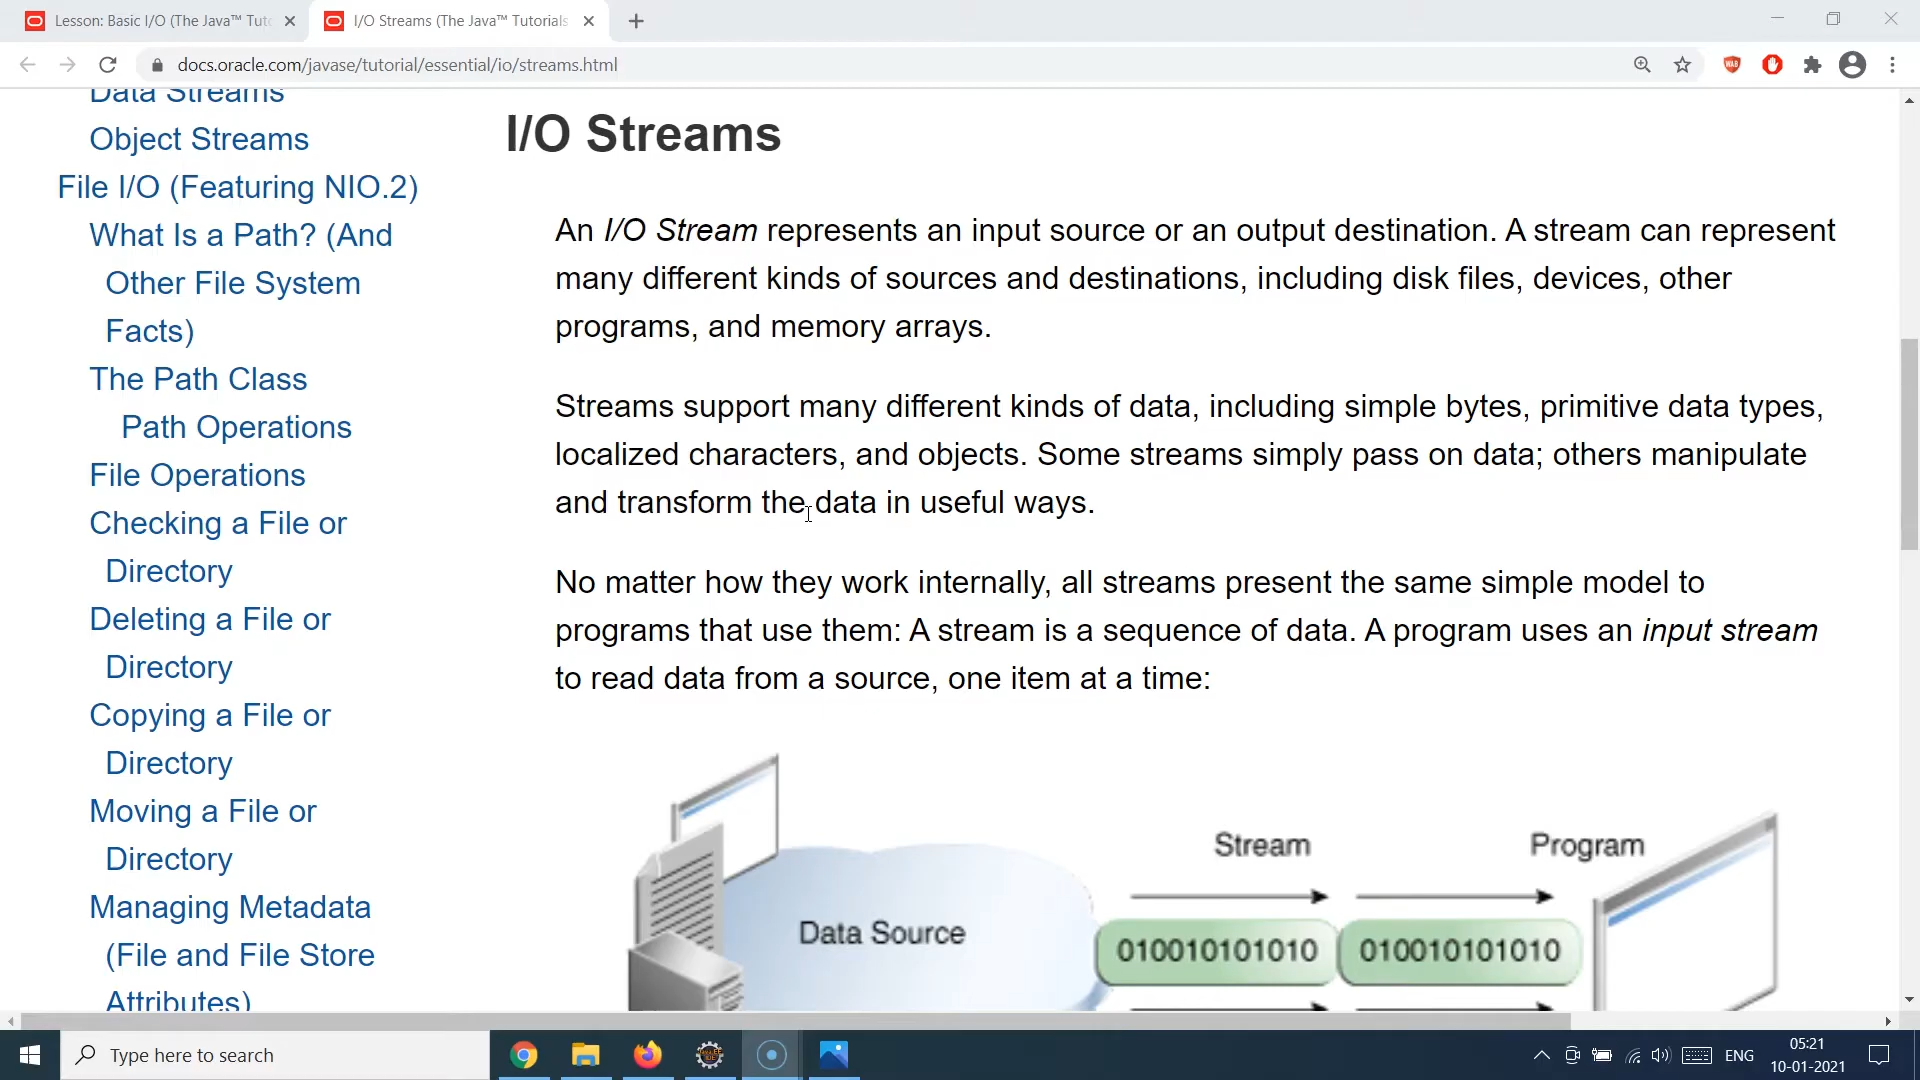 Lesson: Basic I/O (The Java™ Tut
I/O Streams (The Java™ Tutorials
docs.oracle.com/javase/tutorial/essential/io/streams.html
Data Streams
Object Streams
File I/O (Featuring NIO.2)
What Is a Path? (And
Other File System
Facts)
The Path Class
Path Operations
File Operations
Checking a File or
Directory
Deleting a File or
Directory
Copying a File or
Directory
Moving a File or
Directory
Managing Metadata
(File and File Store
Attributes)
I/O Streams
An I/O Stream represents an input source or an output destination. A stream can represent
many different kinds of sources and destinations, including disk files, devices, other
programs, and memory arrays.
Streams support many different kinds of data, including simple bytes, primitive data types,
localized characters, and objects. Some streams simply pass on data; others manipulate
and transform the data in useful ways.
No matter how they work internally, all streams present the same simple model to
programs that use them: A stream is a sequence of data. A program uses an input stream
to read data from a source, one item at a time:
Stream
Program
Data Source
010010101010
010010101010
Type here to search
ENG
05:21
10-01-2021